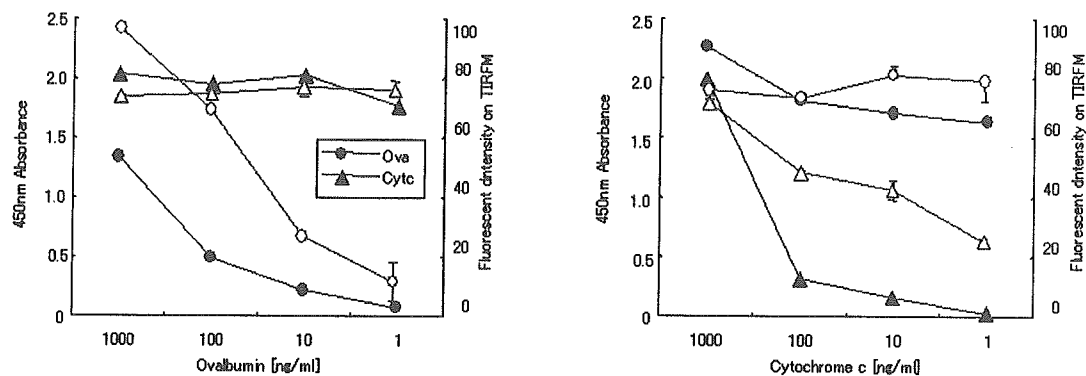 2.5
2.0
1.5
1.0
0.5
0
450nm Absorbance
100
80
60
40
20
0
Fluorescent dntensity on TIRFM
Ova
Cytc
1000 100 10 1
Ovalbumin [ng/ml]
2.5
2.0
1.5
1.0
0.5
0
450nm Absorbance
100
80
60
40
20
0
Fluorescent dntensity on TIRFM
1000 100 10 1
Cytochrome c [ng/ml]